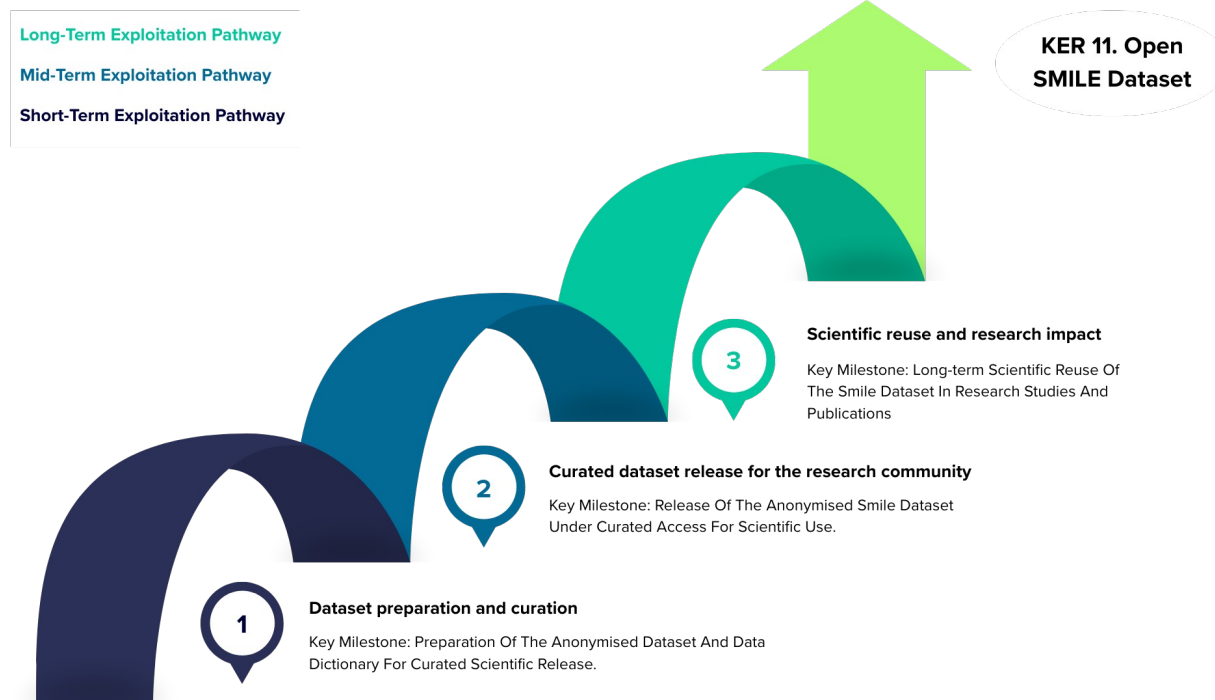 Long-Term Exploitation Pathway
Mid-Term Exploitation Pathway
Short-Term Exploitation Pathway
KER 11. Open
SMILE Dataset
3
Scientific reuse and research impact
Key Milestone: Long-term Scientific Reuse Of
The Smile Dataset In Research Studies And
Publications
2
Curated dataset release for the research community
Key Milestone: Release Of The Anonymised Smile Dataset
Under Curated Access For Scientific Use.
1
Dataset preparation and curation
Key Milestone: Preparation Of The Anonymised Dataset And Data
Dictionary For Curated Scientific Release.